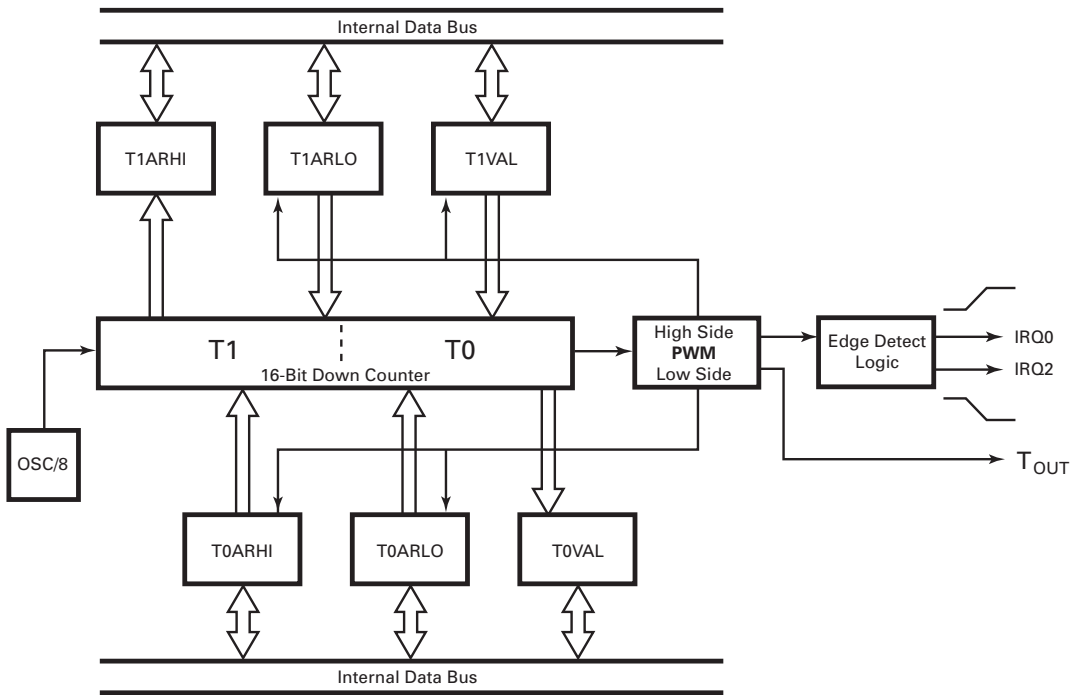 Internal Data Bus
T1ARHI
T1ARLO
T1VAL
T1
T0
16-Bit Down Counter
High Side
PWM
Low Side
Edge Detect
Logic
IRQ0
IRQ2
OSC/8
TOUT
T0ARHI
T0ARLO
T0VAL
Internal Data Bus